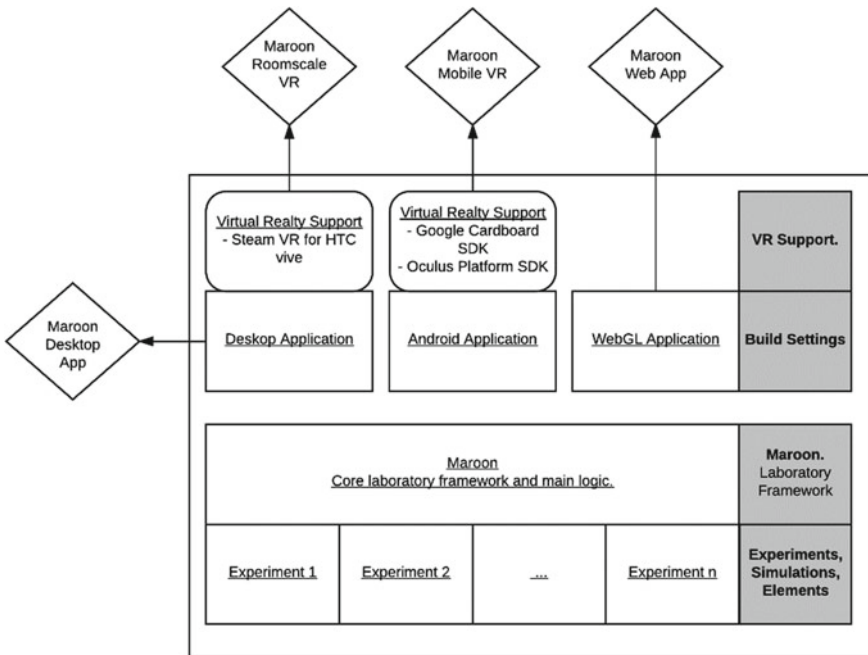 Maroon
Roomscale
VR
Maroon
Mobile VR
Maroon
Web App
Virtual Realty Support
- Steam VR for HTC
vive
Virtual Realty Support
- Google Cardboard
SDK
- Oculus Platform SDK
VR Support.
Maroon
Desktop
App
Deskop Application
Android Application
WebGL Application
Build Settings
Maroon
Core laboratory framework and main logic.
Maroon.
Laboratory
Framework
Experiment 1
Experiment 2
...
Experiment n
Experiments,
Simulations,
Elements